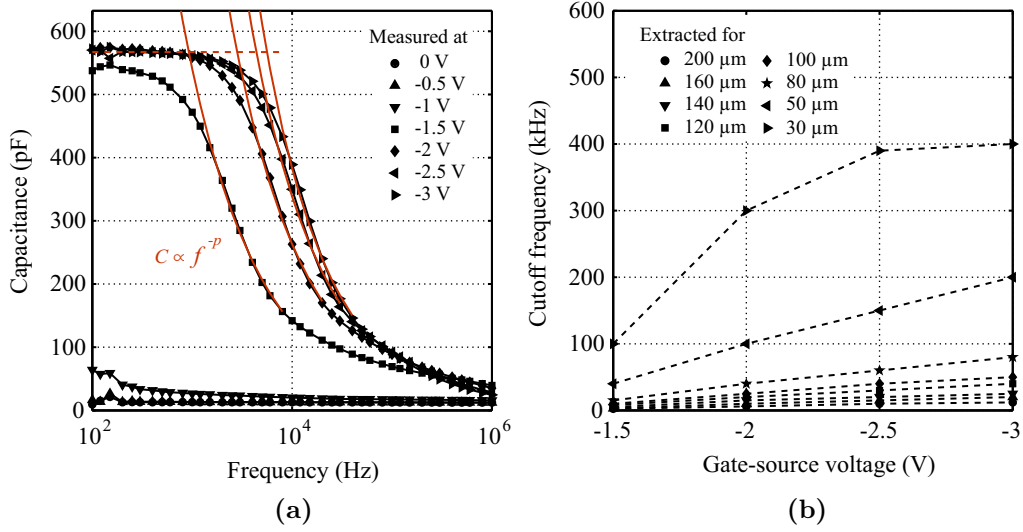 600
500
400
300
200
100
0
10^2
10^4
10^6
Capacitance (pF)
Frequency (Hz)
Measured at
0 V
-0.5 V
-1 V
-1.5 V
-2 V
-2.5 V
-3 V
C ∝ f^-p
(a)
600
500
400
300
200
100
0
-1.5
-2
-2.5
-3
Cutoff frequency (kHz)
Gate-source voltage (V)
Extracted for
200 µm
160 µm
140 µm
120 µm
100 µm
80 µm
50 µm
30 µm
(b)